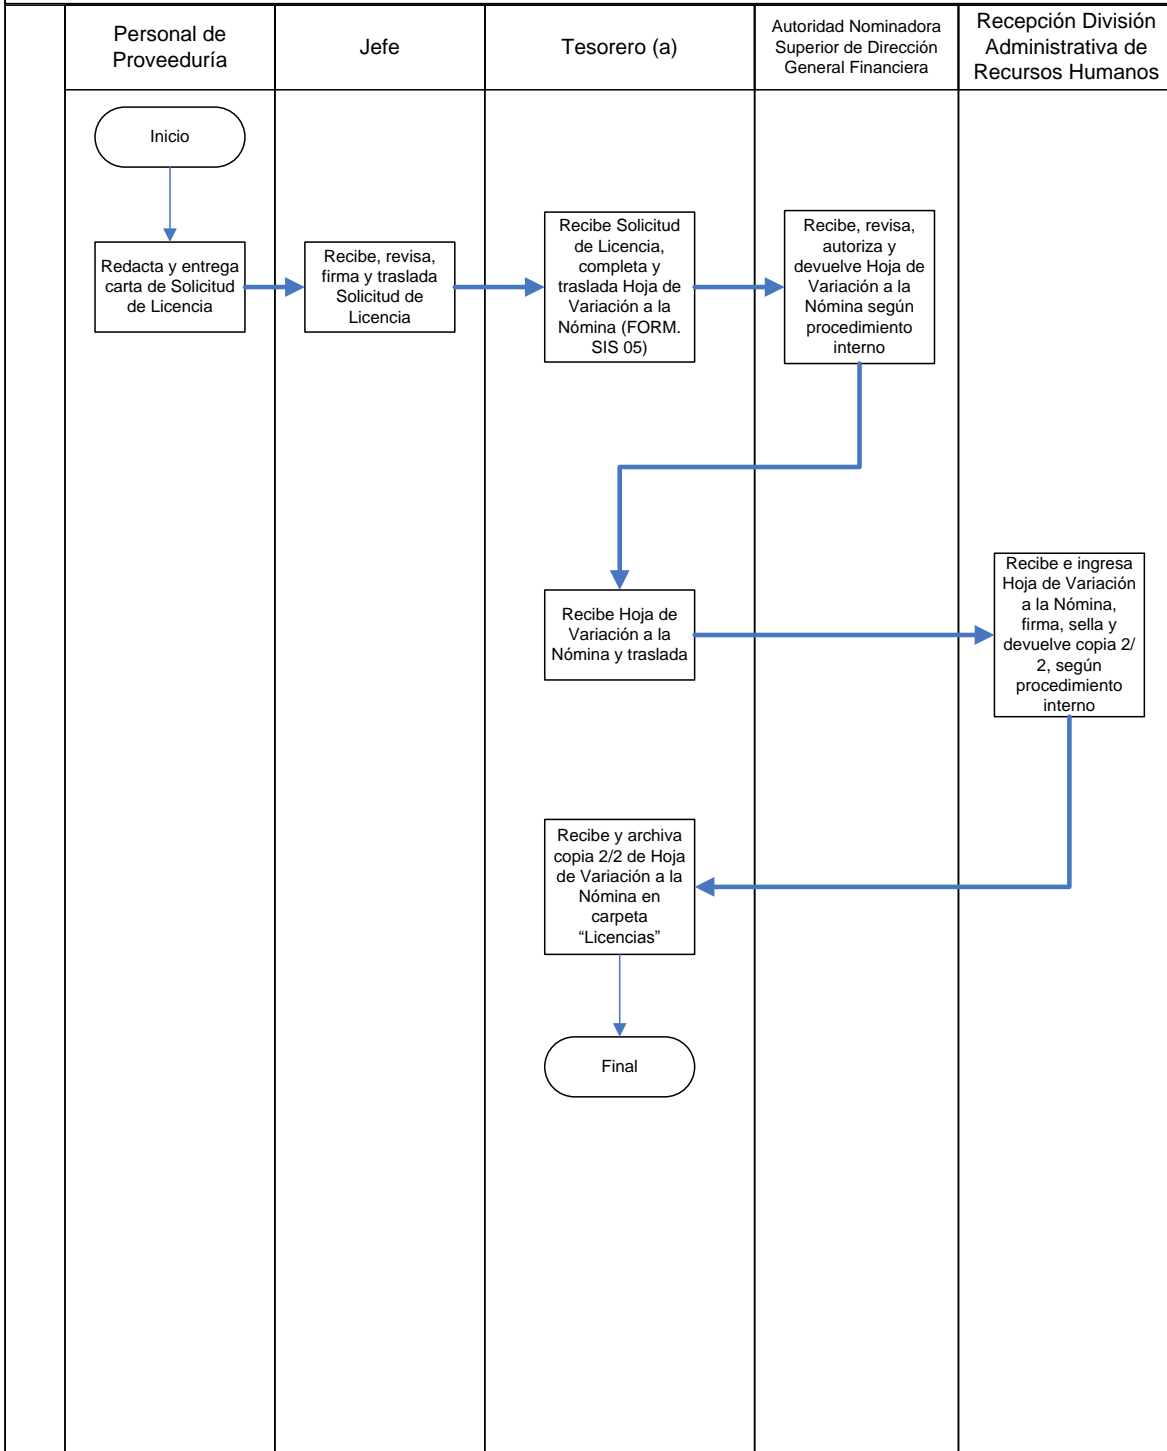 Personal de
Proveeduría
Jefe
Tesorero (a)
Autoridad Nominadora
Superior de Dirección
General Financiera
Recepción División
Administrativa de
Recursos Humanos
Inicio
Redacta y entrega
carta de Solicitud
de Licencia
Recibe, revisa,
firma y traslada
Solicitud de
Licencia
Recibe Solicitud
de Licencia,
completa y
traslada Hoja de
Variación a la
Nómina (FORM.
SIS 05)
Recibe, revisa,
autoriza y
devuelve Hoja de
Variación a la
Nómina según
procedimiento
interno
Recibe Hoja de
Variación a la
Nómina y traslada
Recibe e ingresa
Hoja de Variación
a la Nómina,
firma, sella y
devuelve copia 2/
2, según
procedimiento
interno
Recibe y archiva
copia 2/2 de Hoja
de Variación a la
Nómina en
carpeta
“Licencias”
Final